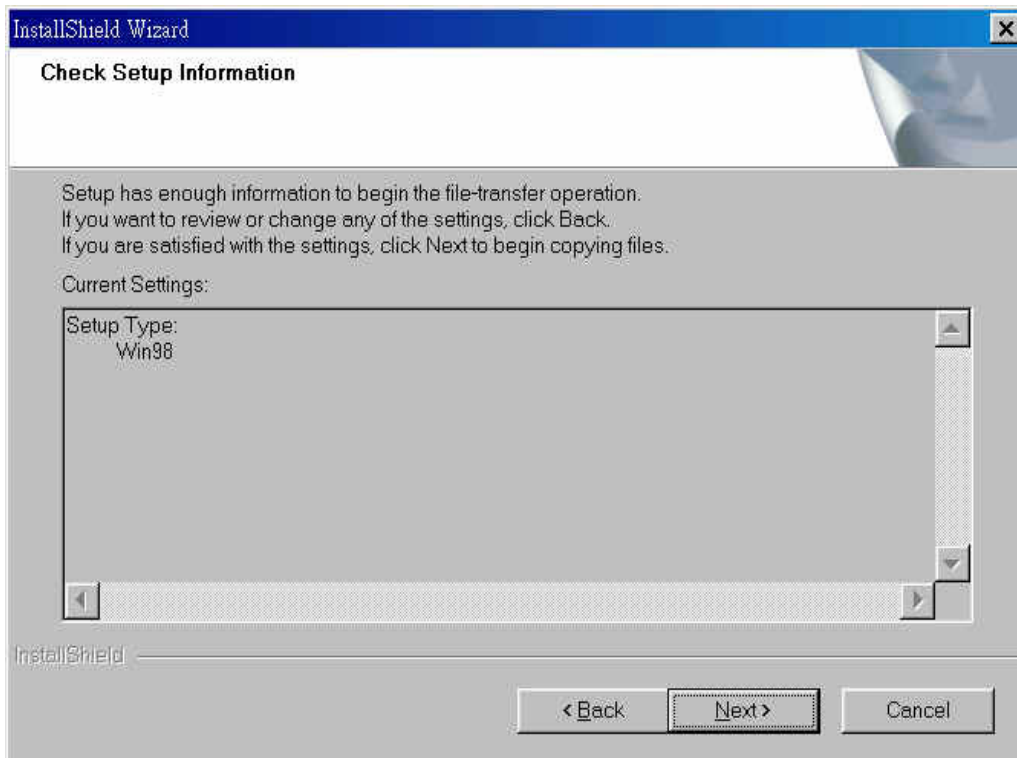 InstallShield Wizard
Check Setup Information
Setup has enough information to begin the file-transfer operation.
If you want to review or change any of the settings, click Back.
If you are satisfied with the settings, click Next to begin copying files.
Current Settings:
Setup Type:
Win98
InstallShield
< Back
Next >
Cancel